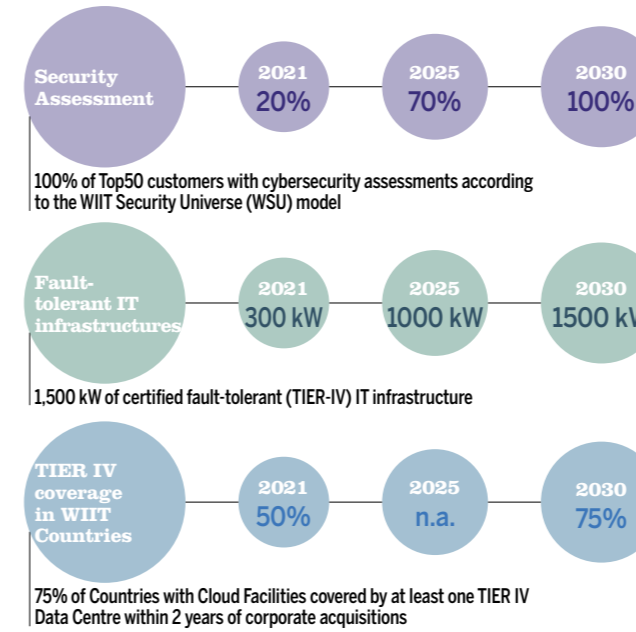 Security
Assessment
2021
20%
2025
70%
2030
100%
100% of Top50 customers with cybersecurity assessments according
to the WIIT Security Universe (WSU) model
Fault-
tolerant IT
infrastructures
2021
300 kW
2025
1000 kW
2030
1500 kW
1,500 kW of certified fault-tolerant (TIER-IV) IT infrastructure
TIER IV
coverage
in WIIT
Countries
2021
50%
2025
n.a.
2030
75%
75% of Countries with Cloud Facilities covered by at least one TIER IV
Data Centre within 2 years of corporate acquisitions